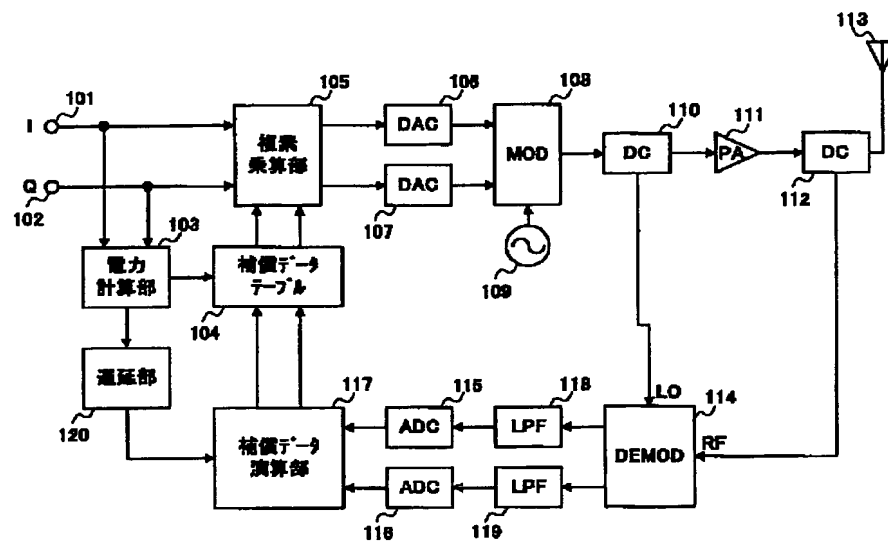 113
101
I
105
106
108
110
111
複素
乗算部
DAC
MOD
DC
PA
DC
Q
102
DAC
107
112
103
電力
計算部
補償データ
テーブル
109
104
遅延部
120
117
115
118
LO
114
補償データ
演算部
ADC
LPF
DEMOD
RF
ADC
LPF
116
119